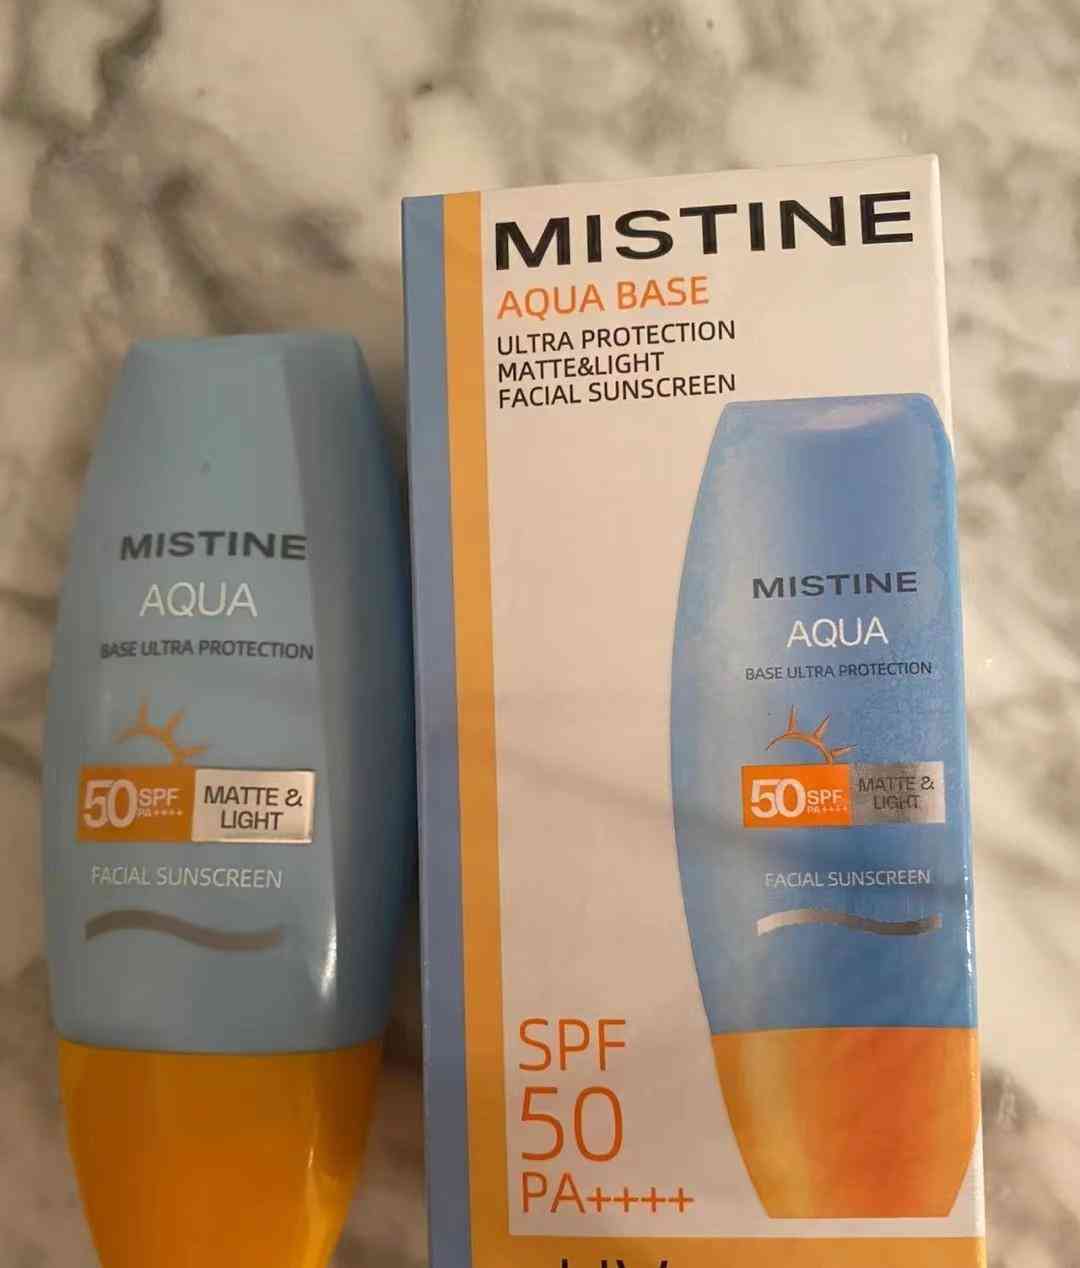 MISTINE
AQUA
BASE ULTRA PROTECTION
50 SPF
PA++++
MATTE &
LIGHT
FACIAL SUNSCREEN
MISTINE
AQUA BASE
ULTRA PROTECTION
MATTE&LIGHT
FACIAL SUNSCREEN
MISTINE
AQUA
BASE ULTRA PROTECTION
50 SPF
PA++++
MATTE &
LIGHT
FACIAL SUNSCREEN
SPF
50
PA++++